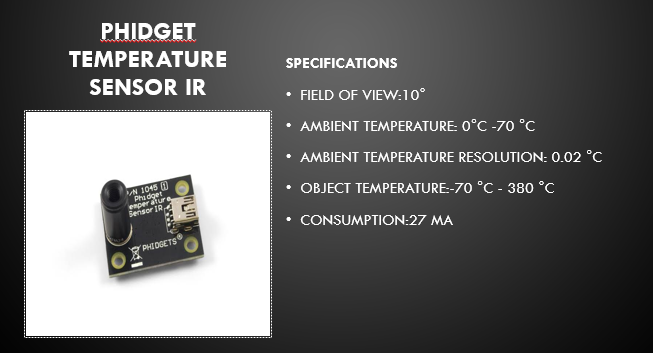 PHIDGET
TEMPERATURE
SENSOR IR
SPECIFICATIONS
• FIELD OF VIEW:10°
• AMBIENT TEMPERATURE: 0°C -70 °C
• AMBIENT TEMPERATURE RESOLUTION: 0.02 °C
• OBJECT TEMPERATURE:-70 °C - 380 °C
• CONSUMPTION:27 MA
P/N 1045 1
Phidget
Temperature
Sensor IR
PHIDGETS®